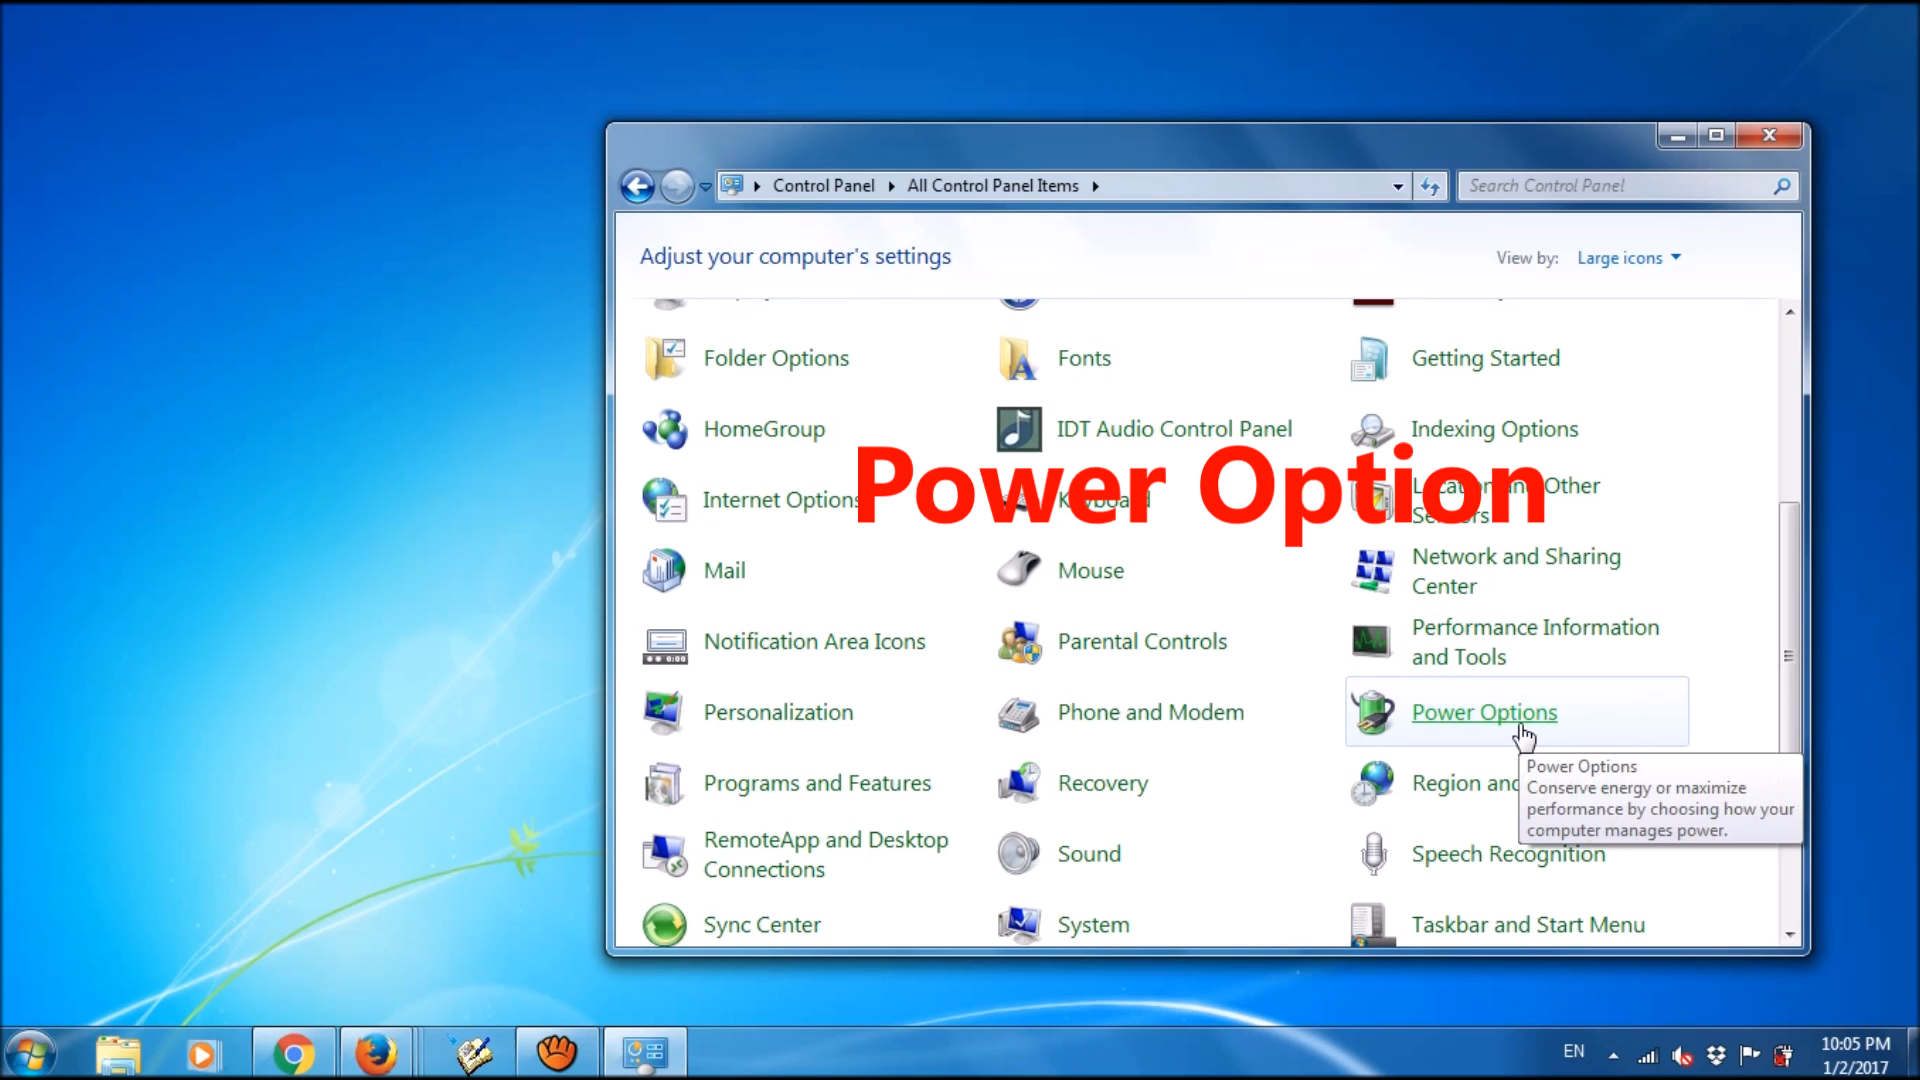 Control Panel
All Control Panel Items
Search Control Panel
Adjust your computer's settings
View by:
Large icons
Folder Options
Fonts
Getting Started
HomeGroup
IDT Audio Control Panel
Indexing Options
Power Option
Internet Options
Keyboard
Location and Other
Sensors
Mail
Mouse
Network and Sharing
Center
Notification Area Icons
Parental Controls
Performance Information
and Tools
Personalization
Phone and Modem
Power Options
Programs and Features
Recovery
Region and
Power Options
Conserve energy or maximize
performance by choosing how your
computer manages power.
RemoteApp and Desktop
Connections
Sound
Speech Recognition
Sync Center
System
Taskbar and Start Menu
EN
10:05 PM
1/2/2017